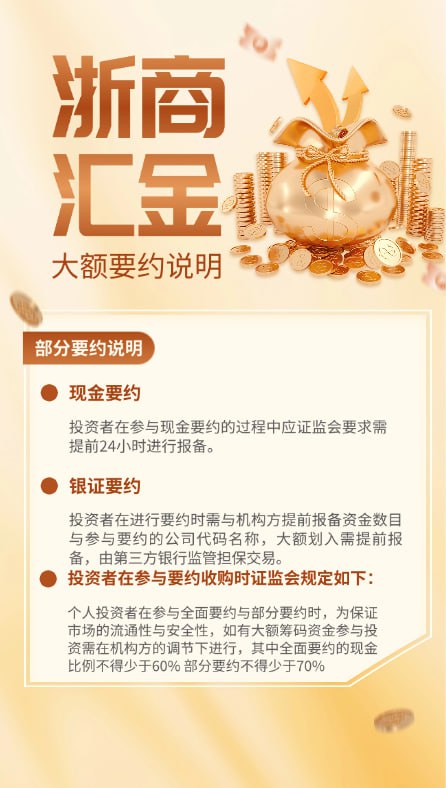 浙商
汇金
大额要约说明
部分要约说明
现金要约
投资者在参与现金要约的过程中应证监会要求需
提前24小时进行报备。
银证要约
投资者在进行要约时需与机构方提前报备资金数目
与参与要约的公司代码名称，大额划入需提前报
备，由第三方银行监管担保交易。
投资者在参与要约收购时证监会规定如下：
个人投资者在参与全面要约与部分要约时，为保证
市场的流通性与安全性，如有大额筹码资金参与投
资需在机构方的调节下进行，其中全面要约的现金
比例不得少于60% 部分要约不得少于70%